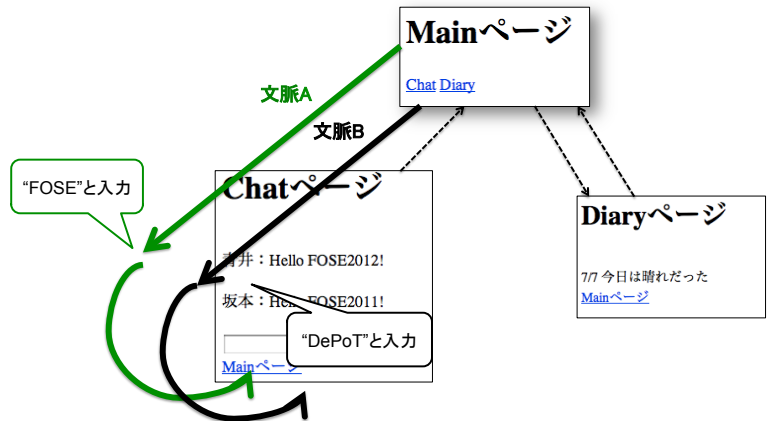 Mainページ
Chat Diary
文脈A
文脈B
“FOSE”と入力
Chatページ
青井：Hello FOSE2012!
坂本：Hello FOSE2011!
“DePoT”と入力
Mainページ
Diaryページ
7/7 今日は晴れだった
Mainページ